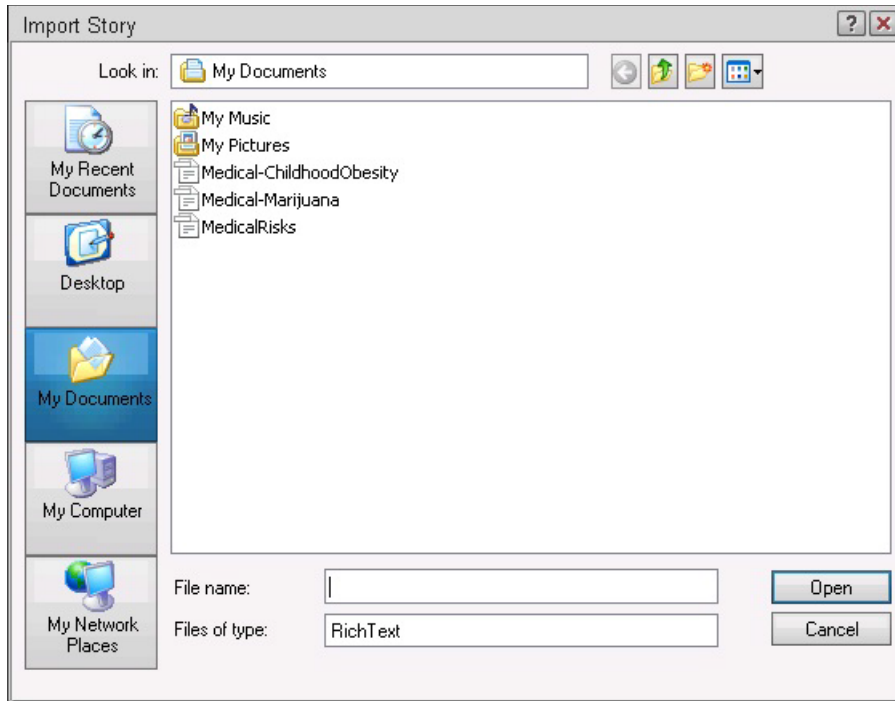 Import Story
Look in:
My Documents
My Recent
Documents
Desktop
My Documents
My Computer
My Network
Places
My Music
My Pictures
Medical-ChildhoodObesity
Medical-Marijuana
MedicalRisks
File name:
Open
Files of type:
RichText
Cancel